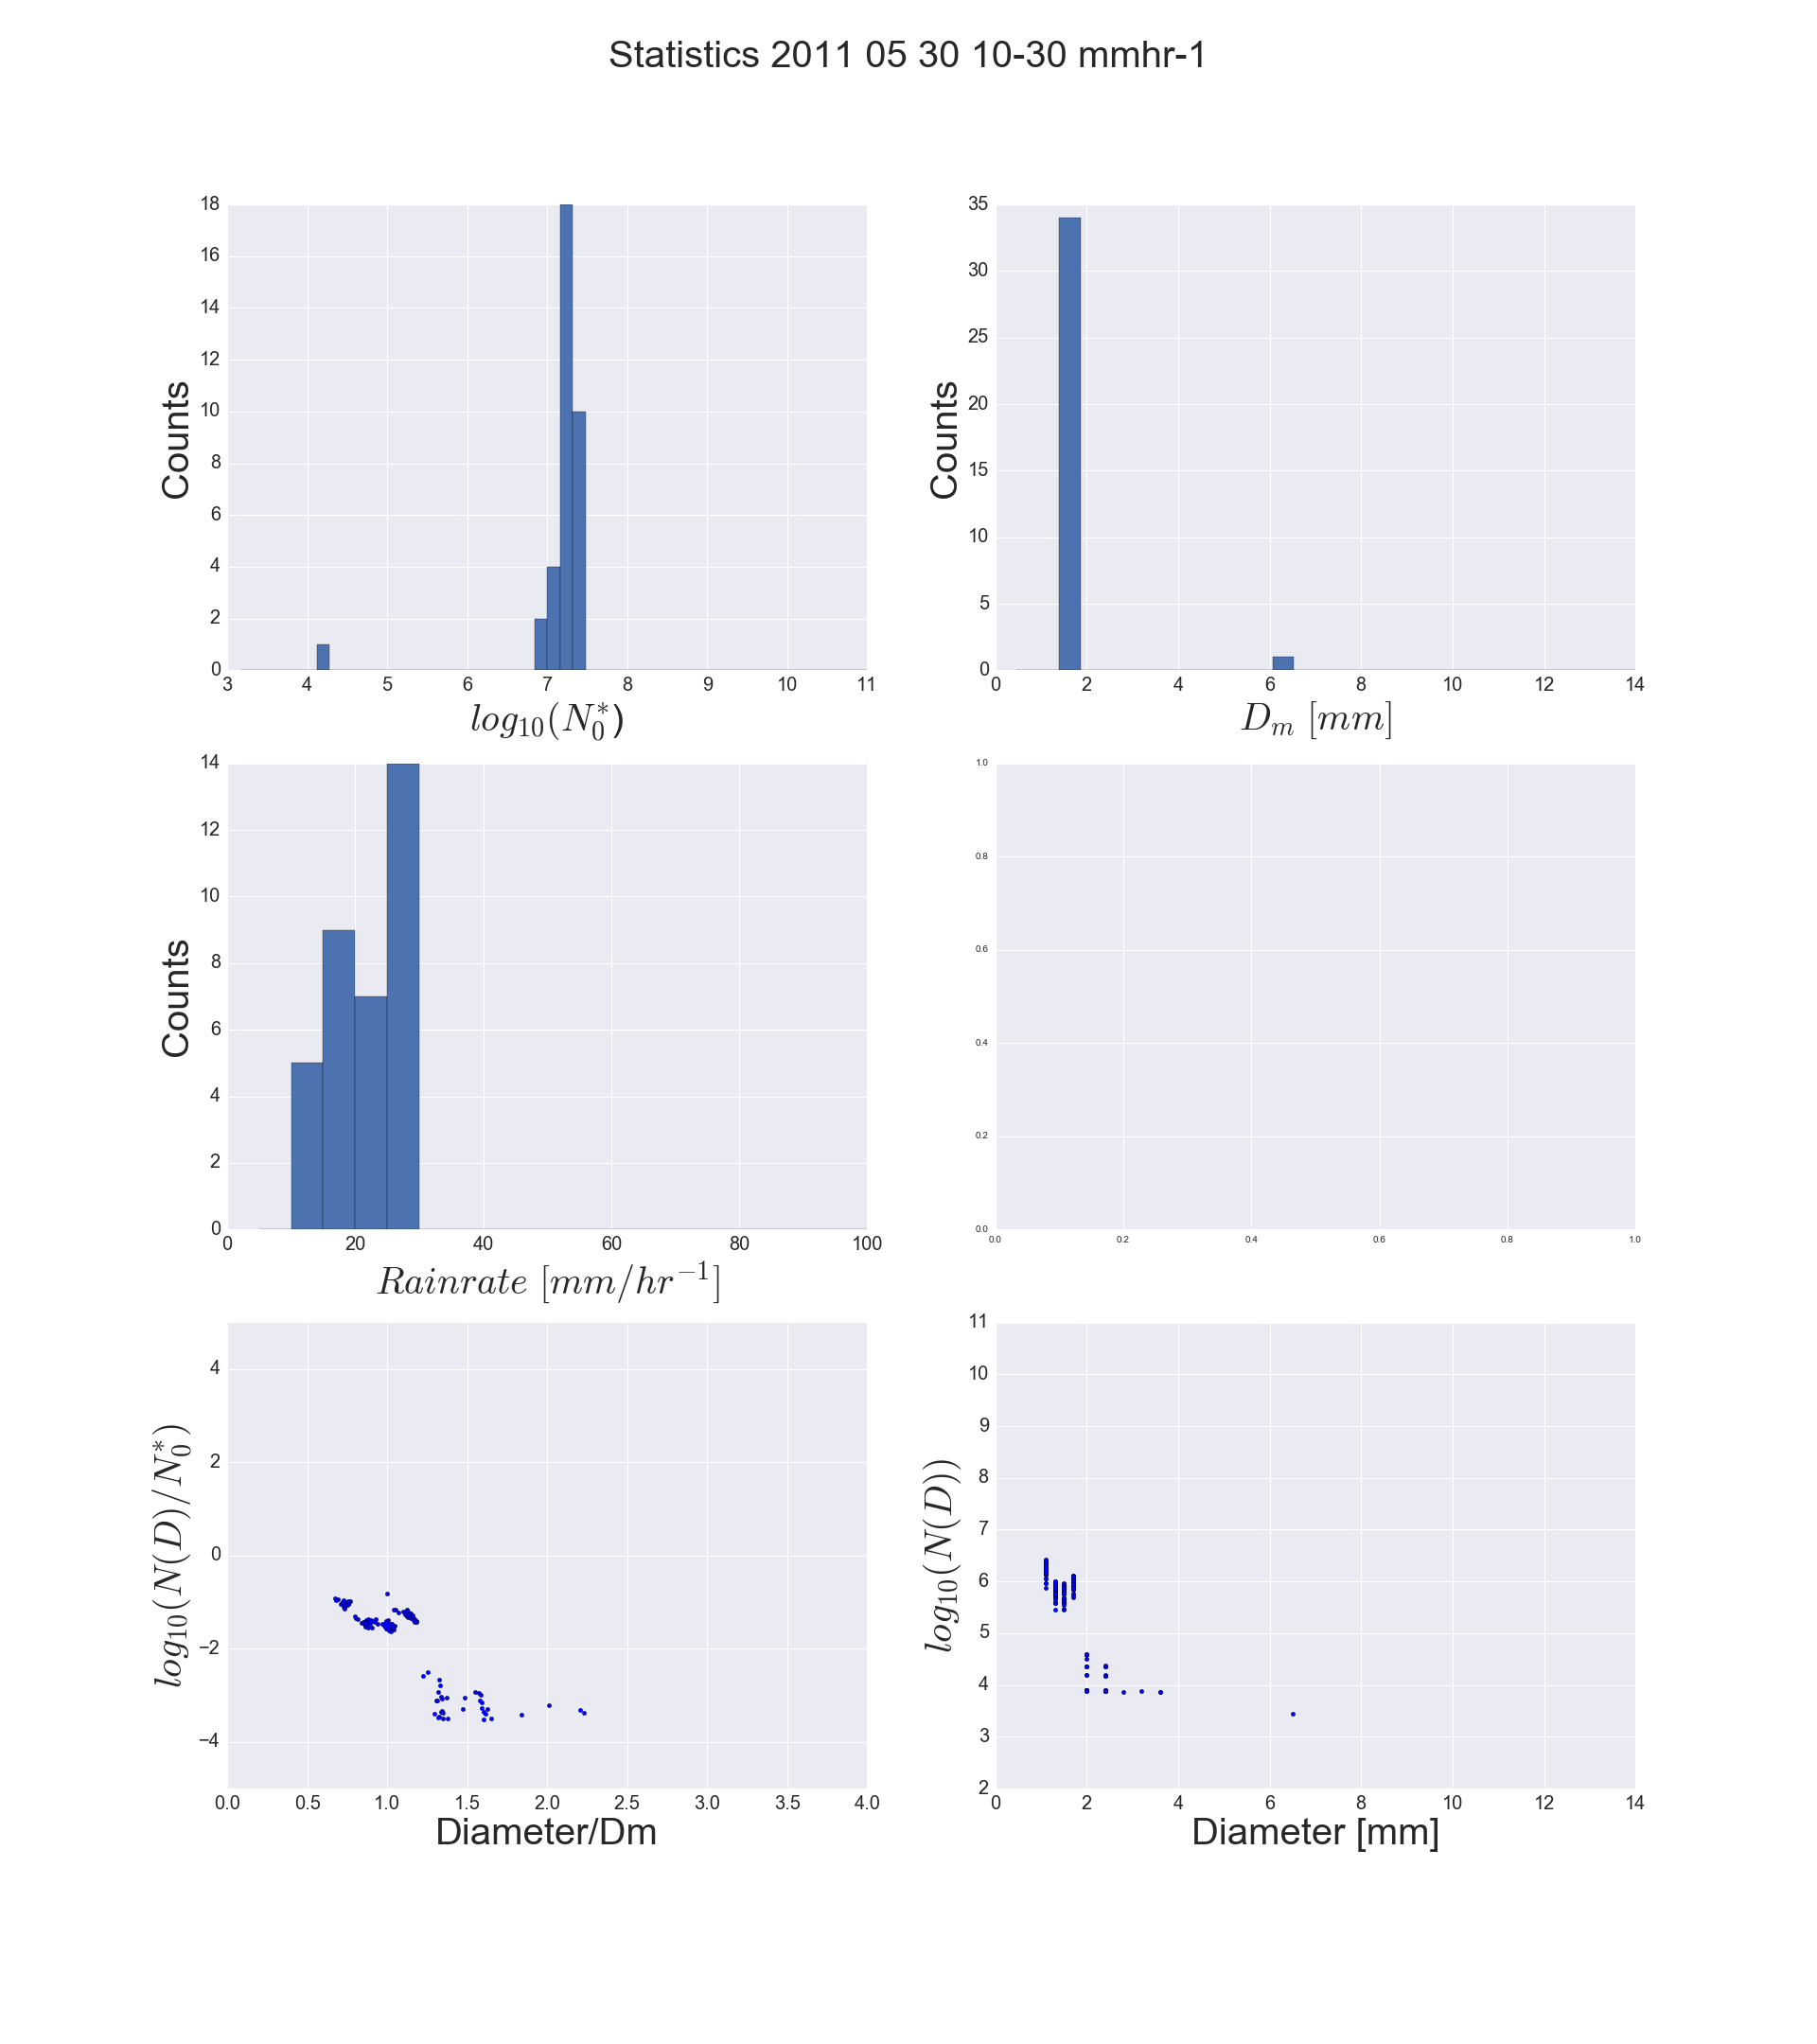 Statistics 2011 05 30 10-30 mmhr-1
18
16
14
12
10
8
6
4
2
0
Counts
3 4 5 6 7 8 9 10 11
log₁₀(N₀*)
35
30
25
20
15
10
5
0
Counts
0 2 4 6 8 10 12 14
Dₘ [mm]
14
12
10
8
6
4
2
0
Counts
0 20 40 60 80 100
Rainrate [mm/hr⁻¹]
1.0
0.8
0.6
0.4
0.2
0.0
0.0 0.2 0.4 0.6 0.8 1.0
4
2
0
−2
−4
log₁₀(N(D)/N₀*)
0.0 0.5 1.0 1.5 2.0 2.5 3.0 3.5 4.0
Diameter/Dm
11
10
9
8
7
6
5
4
3
2
log₁₀(N(D))
0 2 4 6 8 10 12 14
Diameter [mm]